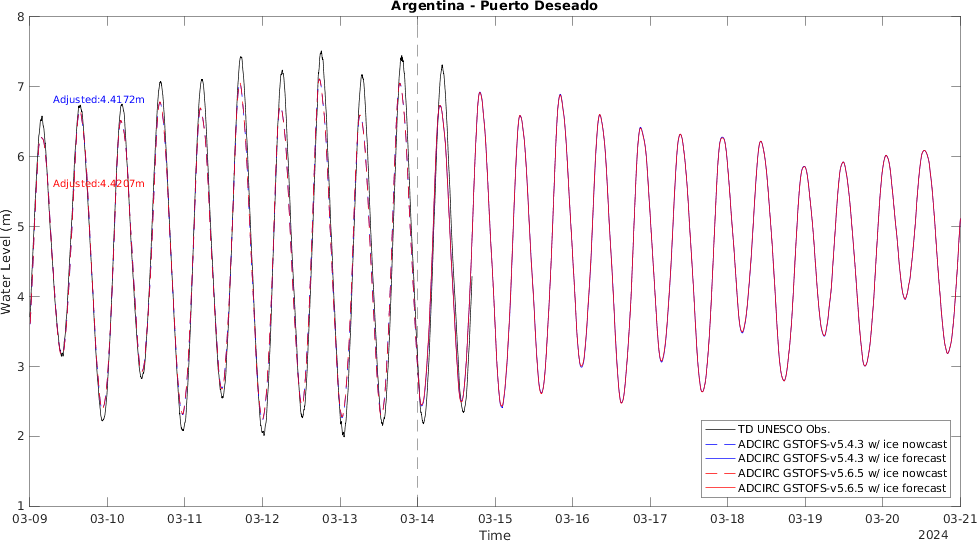 Argentina - Puerto Deseado
8
7
6
5
4
3
2
1
Water Level (m)
Adjusted:4.4172m
Adjusted:4.4207m
TD UNESCO Obs.
ADCIRC GSTOFS-v5.4.3 w/ ice nowcast
ADCIRC GSTOFS-v5.4.3 w/ ice forecast
ADCIRC GSTOFS-v5.6.5 w/ ice nowcast
ADCIRC GSTOFS-v5.6.5 w/ ice forecast
03-09 03-10 03-11 03-12 03-13 03-14 03-15 03-16 03-17 03-18 03-19 03-20 03-21
Time
2024